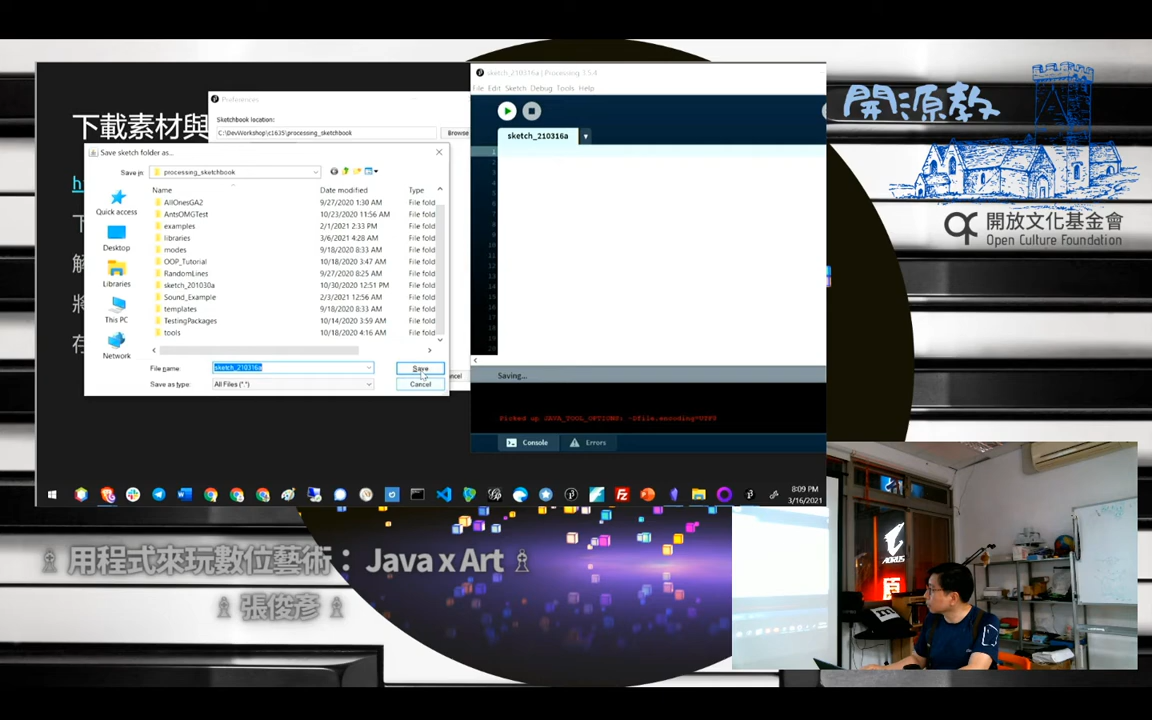 下載素材與
h
下
解
將
存
Preferences
Sketchbook location:
C:\DevWorkshop\c1635\processing_sketchbook
Browse
Save sketch folder as...
Save in:
processing_sketchbook
Name
Date modified
Type
AllOnesGA2
9/27/2020 1:30 AM
File fold
AntsOMGTest
10/23/2020 11:56 AM
File fold
examples
2/1/2021 2:33 PM
File fold
libraries
3/6/2021 4:28 AM
File fold
modes
9/18/2020 8:33 AM
File fold
OOP_Tutorial
10/18/2020 3:47 AM
File fold
RandomLines
9/27/2020 8:25 AM
File fold
sketch_201030a
10/30/2020 12:51 PM
File fold
Sound_Example
2/3/2021 12:56 AM
File fold
templates
9/18/2020 8:33 AM
File fold
TestingPackages
10/14/2020 3:59 AM
File fold
tools
10/18/2020 4:16 AM
File fold
Quick access
Desktop
Libraries
This PC
Network
File name:
sketch_210316a
Save
Save as type:
All Files (*.*)
Cancel
ncel
sketch_210316a | Processing 3.5.4
File Edit Sketch Debug Tools Help
sketch_210316a
Saving...
Picked up JAVA_TOOL_OPTIONS: -Dfile.encoding=UTF8
Console
Errors
8:09 PM
3/16/2021
開源教
開放文化基金會
Open Culture Foundation
用程式來玩數位藝術： Java x Art
張俊彥
AORUS